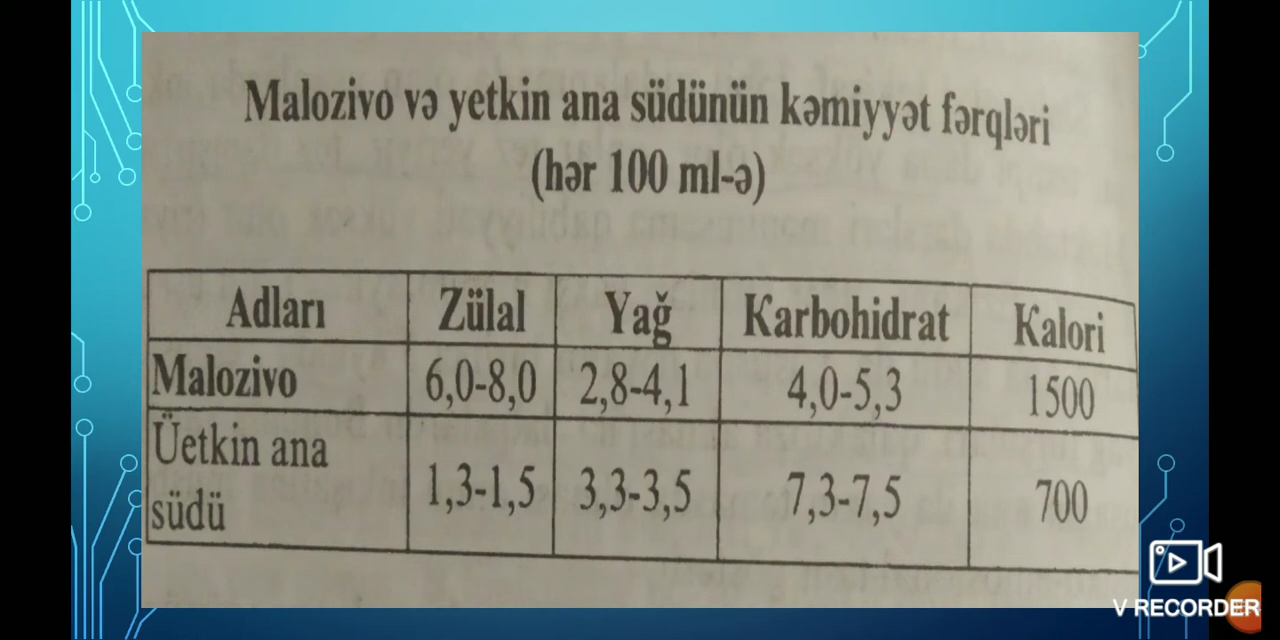 Malozivo və yetkin ana südünün kəmiyyət fərqləri
(hər 100 ml-ə)
Adları Zülal Yağ Karbohidrat Kalori
Malozivo 6,0-8,0 2,8-4,1 4,0-5,3 1500
Üetkin ana
südü 1,3-1,5 3,3-3,5 7,3-7,5 700
V RECORDER